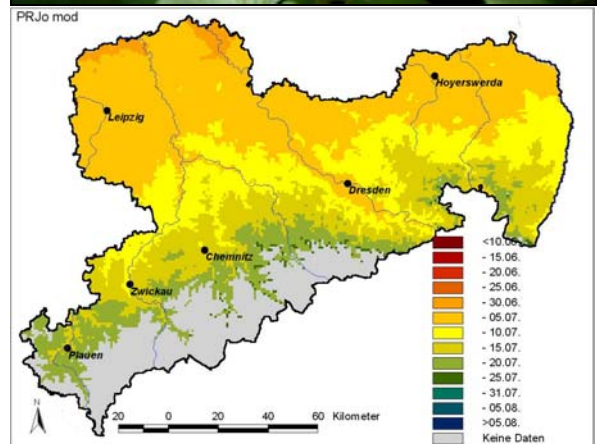 PRJo mod
Leipzig
Hoyerswerda
Dresden
Chemnitz
Zwickau
Plauen
<10.06.
- 15.06.
- 20.06.
- 25.06.
- 30.06.
- 05.07.
- 10.07.
- 15.07.
- 20.07.
- 25.07.
- 31.07.
- 05.08.
>05.08.
Keine Daten
N
20 0 20 40 60 Kilometer